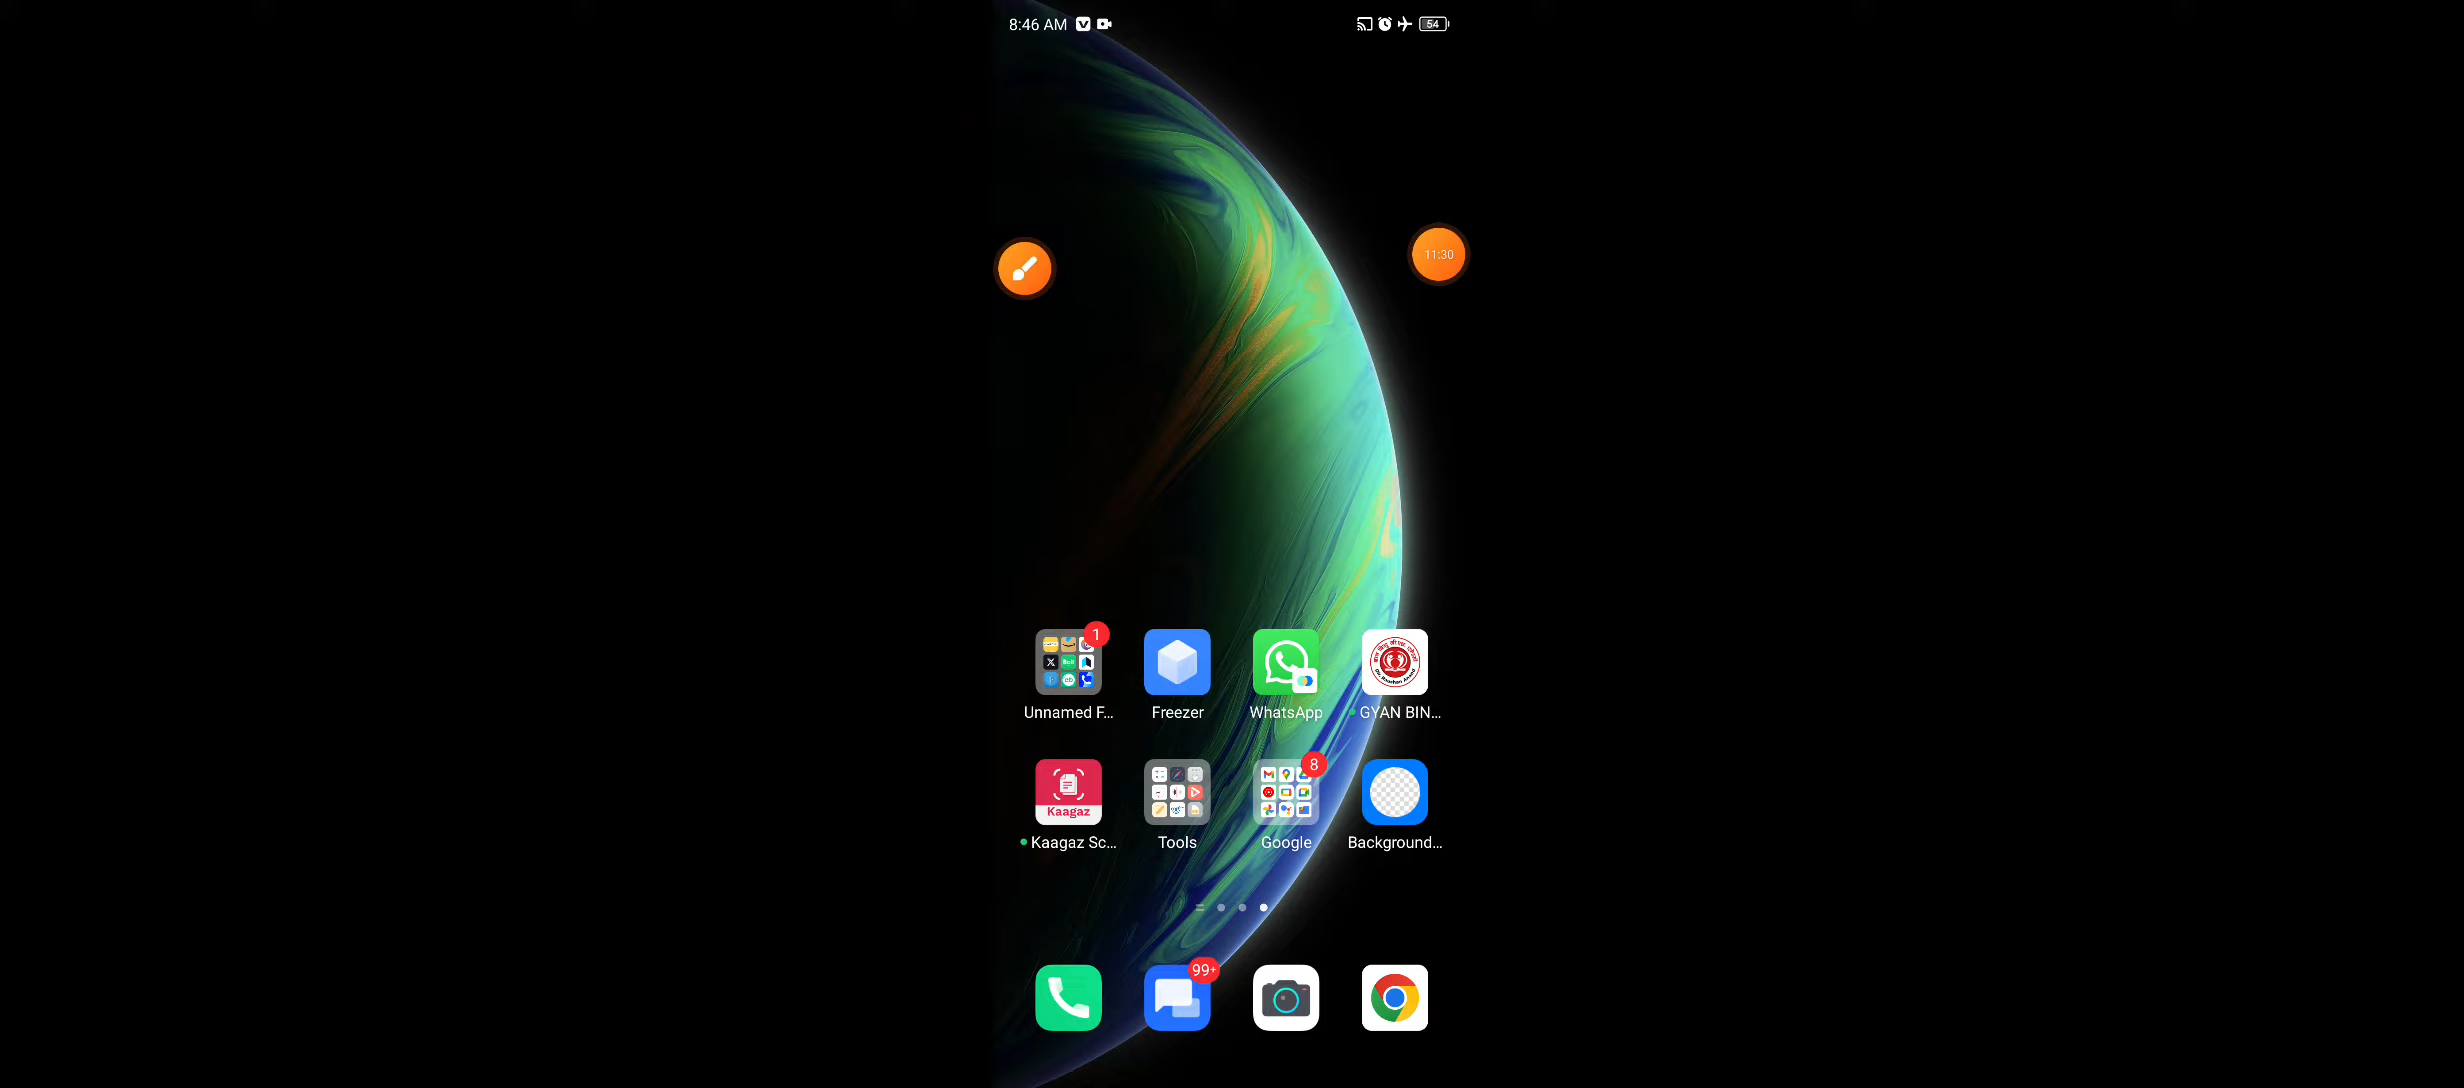 8:46 AM
54
11:30
1
Unnamed F...
Freezer
WhatsApp
GYAN BIN...
Kaagaz
8
Kaagaz Sc...
Tools
Google
Background...
99+